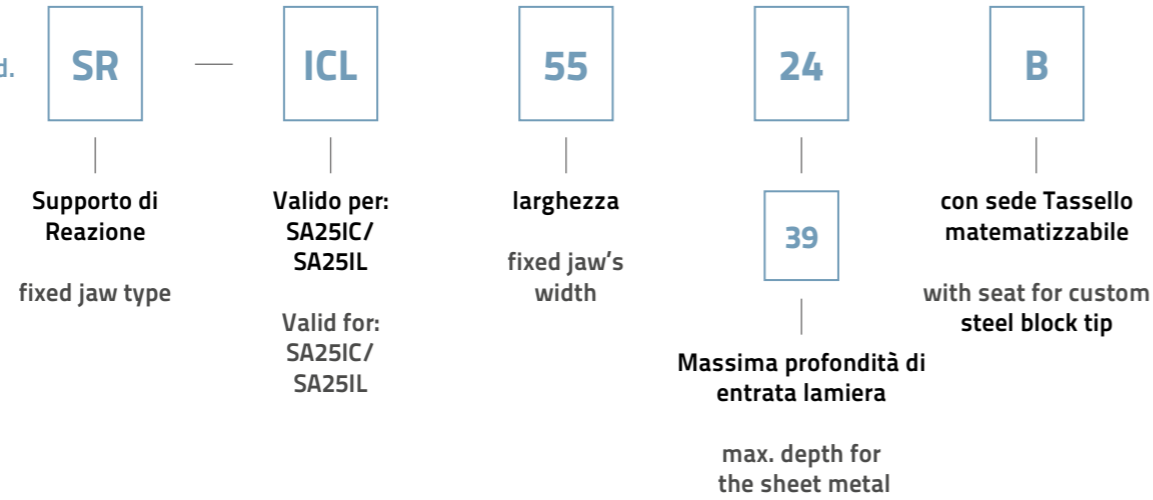 d.
SR — ICL 55 24 B
Supporto di
Reazione
fixed jaw type
Valido per:
SA25IC/
SA25IL
Valid for:
SA25IC/
SA25IL
larghezza
fixed jaw's
width
39
Massima profondità di
entrata lamiera
max. depth for
the sheet metal
con sede Tassello
matematizzabile
with seat for custom
steel block tip